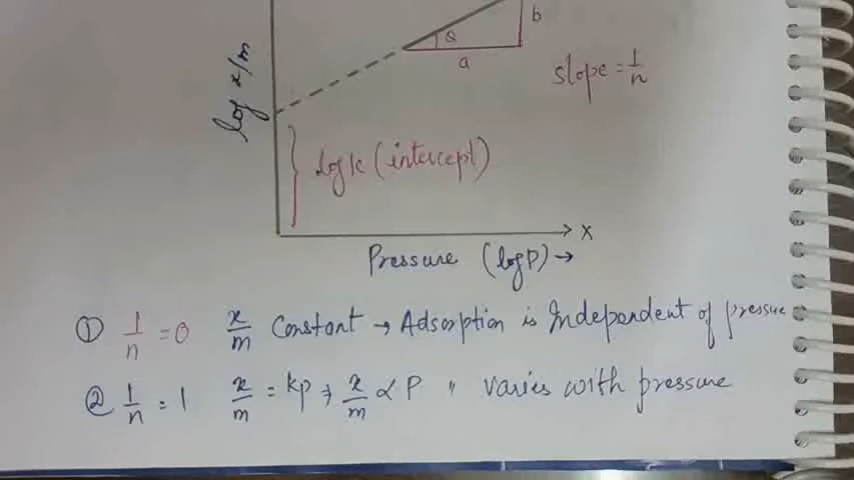 b
θ
a
slope = 1/n
log x/m
log k (intercept)
X
Pressure (log P) →
① 1/n = 0 x/m Constant → Adsorption is Independent of pressure
② 1/n = 1 x/m = kp → x/m ∝ P " varies with pressure